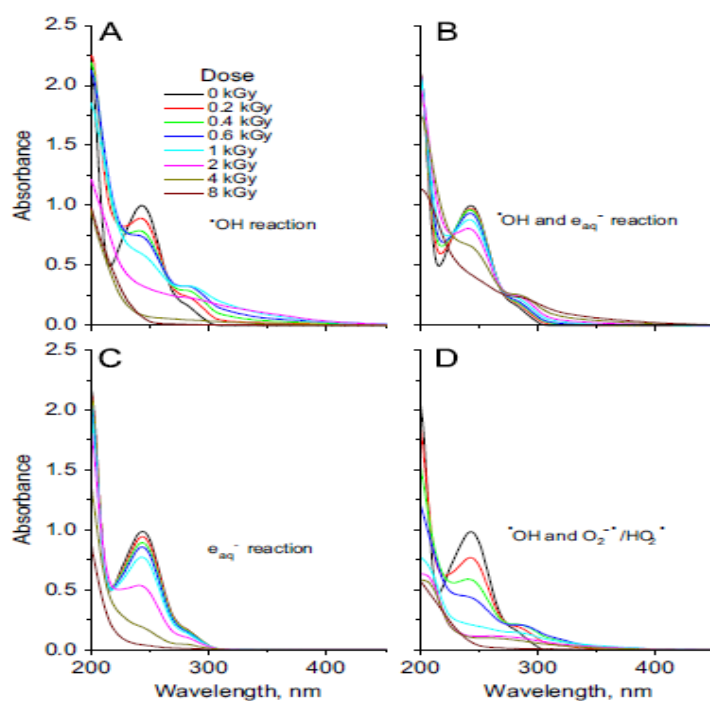 A
B
Dose
0 kGy
0.2 kGy
0.4 kGy
0.6 kGy
1 kGy
2 kGy
4 kGy
8 kGy
•OH reaction
•OH and eaq⁻ reaction
2.5
2.0
1.5
1.0
0.5
0.0
Absorbance
300
400
C
D
eaq⁻ reaction
•OH and O2⁻•/HO2•
2.5
2.0
1.5
1.0
0.5
0.0
Absorbance
200
300
400
200
300
400
Wavelength, nm
Wavelength, nm